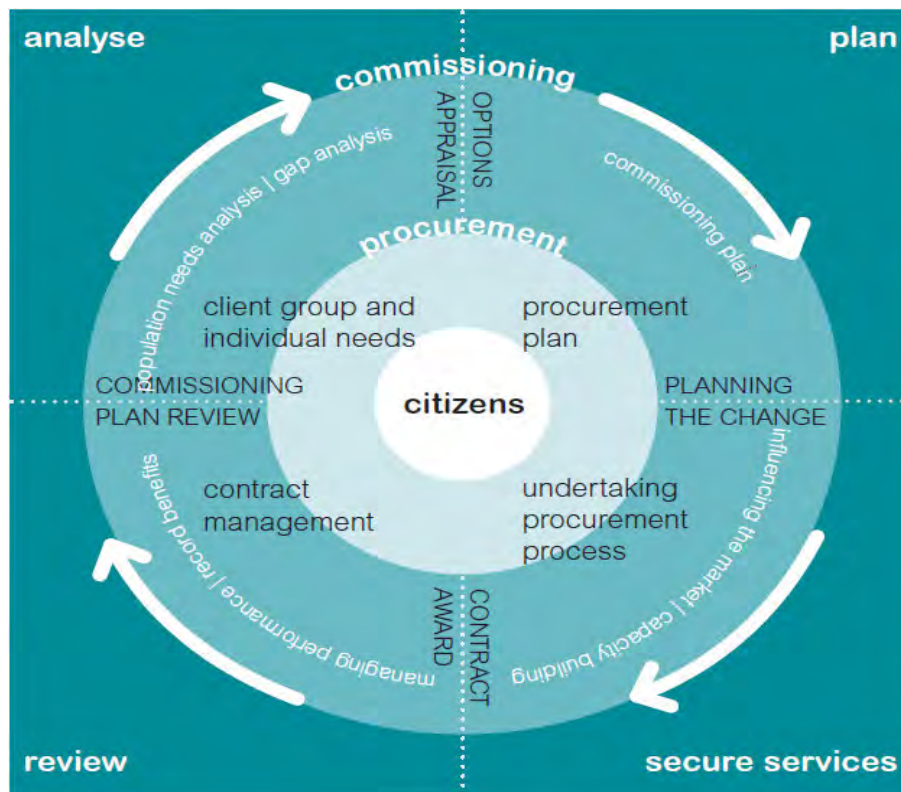 analyse
plan
commissioning
OPTIONS
APPRAISAL
population needs analysis | gap analysis
commissioning plan
procurement
client group and
individual needs
procurement
plan
COMMISSIONING
PLAN REVIEW
citizens
PLANNING
THE CHANGE
contract
management
undertaking
procurement
process
influencing the market | capacity building
managing performance | record benefits
CONTRACT
AWARD
review
secure services